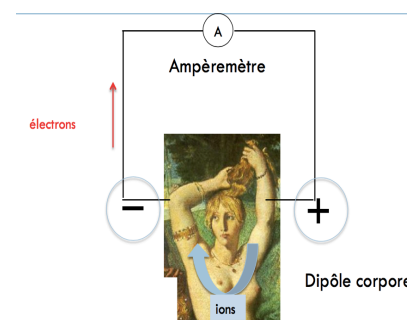 A
Ampèremètre
électrons
−
+
Dipôle corpore
ions